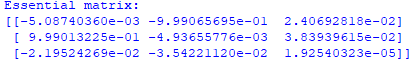 Essential matrix:
[[-5.08740360e-03 -9.99065695e-01  2.40692818e-02]
 [ 9.99013225e-01 -4.93655776e-03  3.83939615e-02]
 [-2.19524269e-02 -3.54221120e-02  1.92540323e-05]]